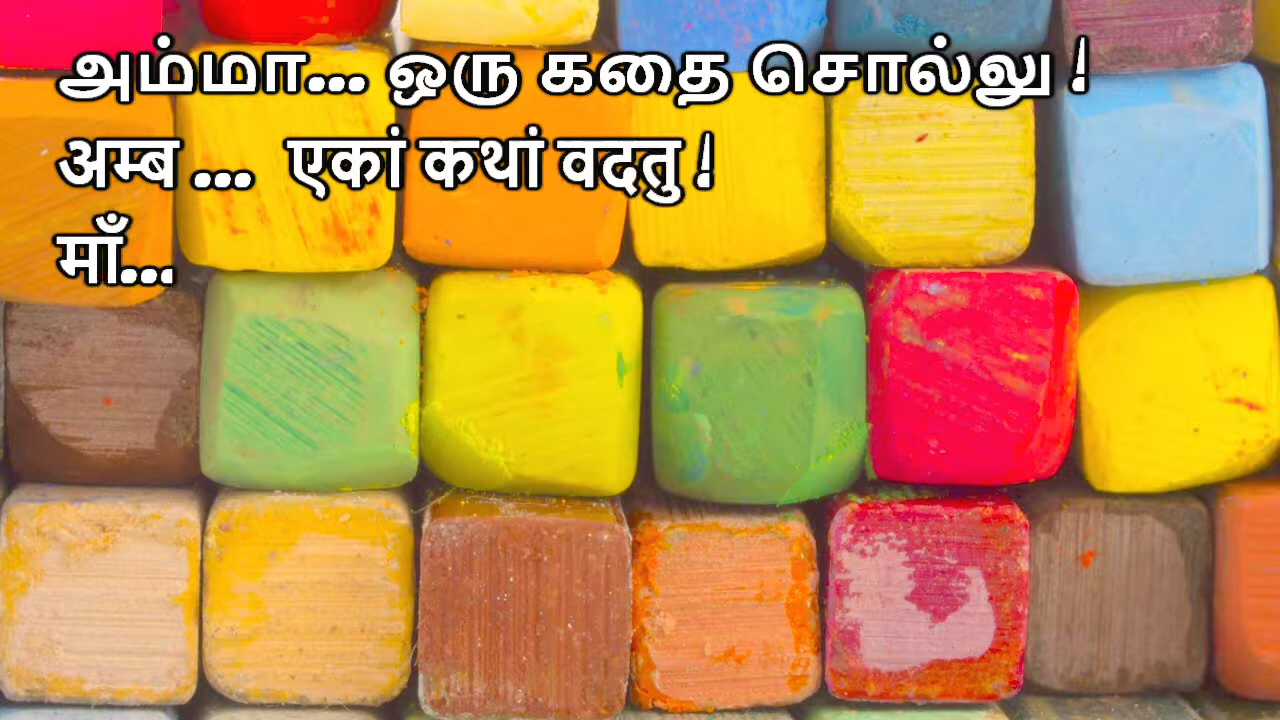 அம்மா... ஒரு கதை சொல்லு !
अम्ब ... एकां कथां वदतु !
माँ...